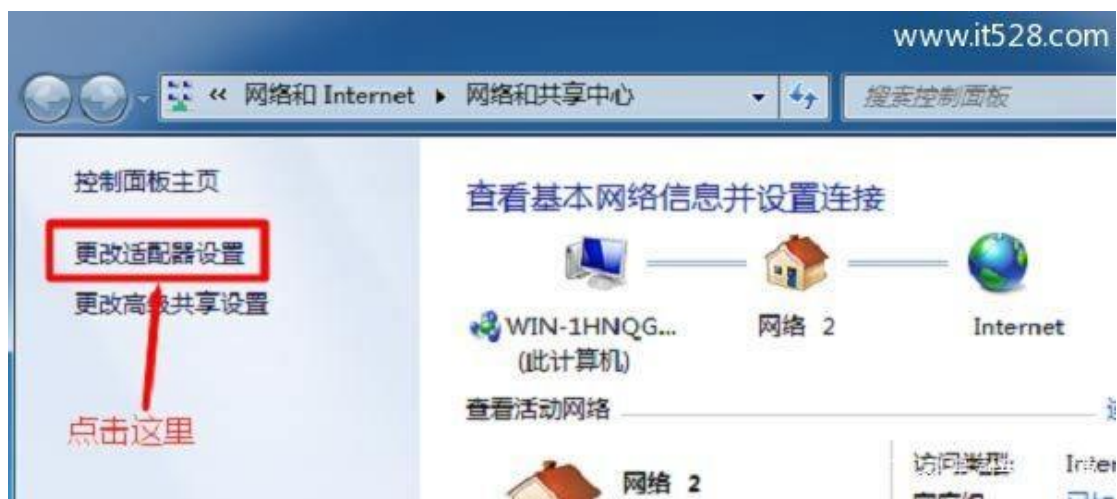 www.it528.com
« 网络和 Internet ▸ 网络和共享中心
搜索控制面板
控制面板主页
更改适配器设置
更改高级共享设置
点击这里
查看基本网络信息并设置连接
WIN-1HNQG...
(此计算机)
网络 2
Internet
查看活动网络
网络 2
访问类型: